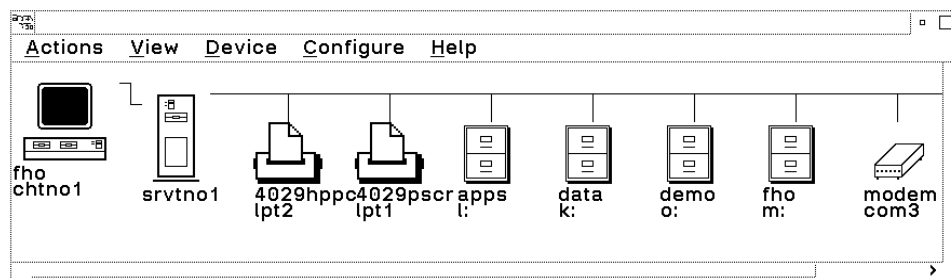 Actions View Device Configure Help
fho
chtno1
srvtno1
4029hppc
lpt2
4029pscr
lpt1
apps
l:
data
k:
demo
o:
fho
m:
modem
com3